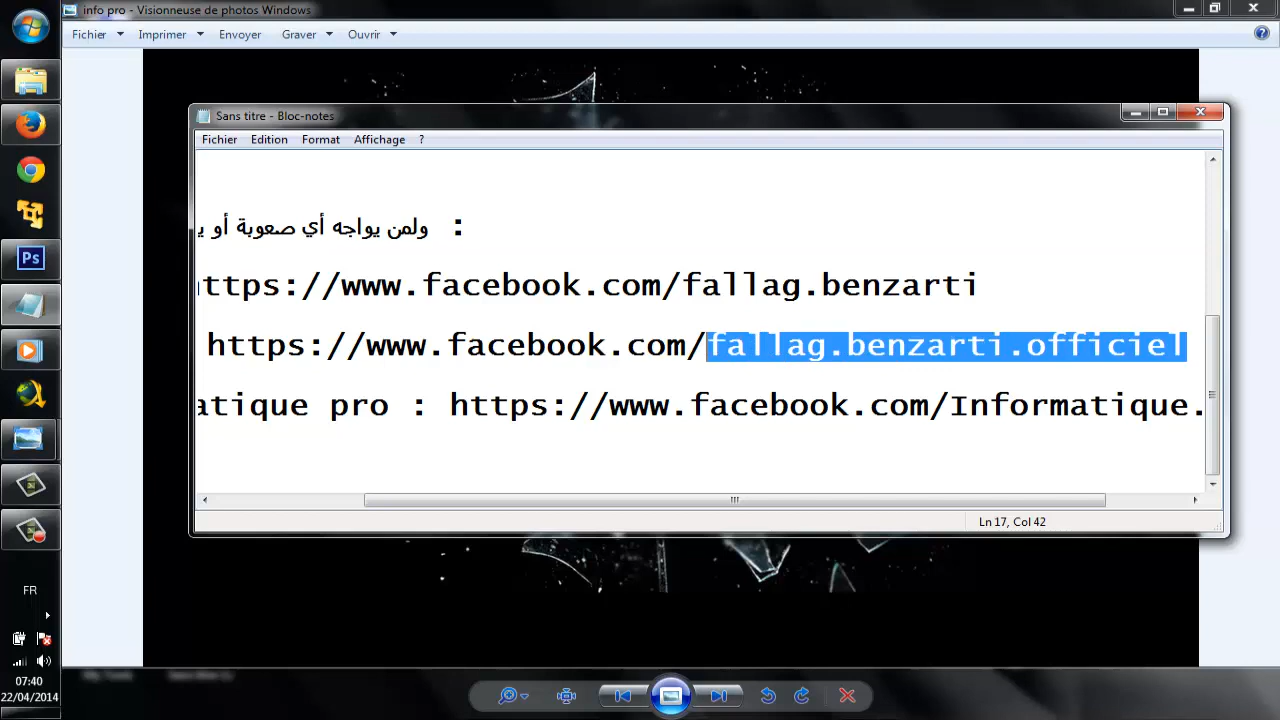 info pro - Visionneuse de photos Windows
Fichier Imprimer Envoyer Graver Ouvrir
Sans titre - Bloc-notes
Fichier Edition Format Affichage ?
ولمن يواجه أي صعوبة أو :
https://www.facebook.com/fallag.benzarti
https://www.facebook.com/fallag.benzarti.officiel
atique pro : https://www.facebook.com/Informatique.
Ln 17, Col 42
Ps
FR
07:40
22/04/2014